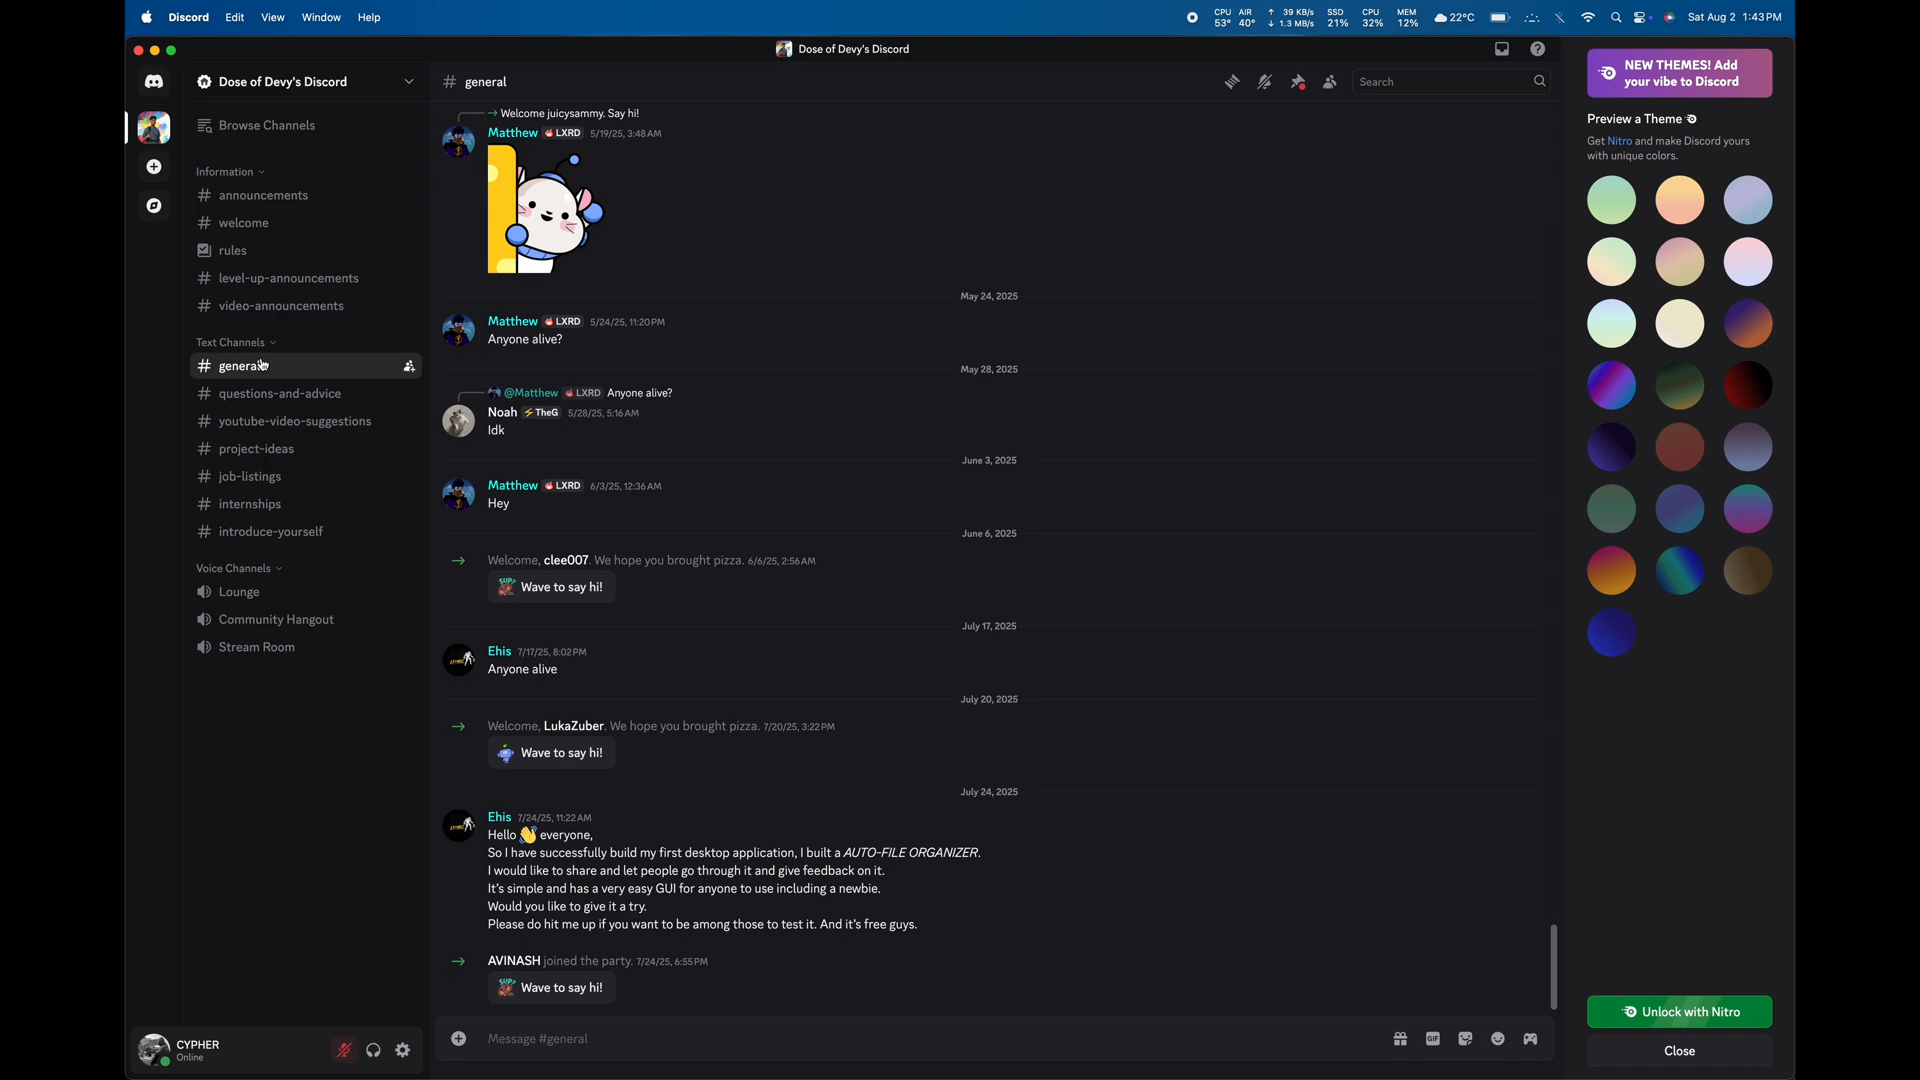 Discord Edit View Window Help
CPU 53° AIR 40° ↑ 39 KB/s ↓ 1.3 MB/s SSD 21% CPU 32% MEM 12% 22°C Sat Aug 2 1:43 PM
Dose of Devy's Discord
Dose of Devy's Discord
Browse Channels
Information
# announcements
# welcome
rules
# level-up-announcements
# video-announcements
Text Channels
# general
# questions-and-advice
# youtube-video-suggestions
# project-ideas
# job-listings
# internships
# introduce-yourself
Voice Channels
Lounge
Community Hangout
Stream Room
CYPHER
Online
# general
Search
→ Welcome juicysammy. Say hi!
Matthew LXRD 5/19/25, 3:48 AM
May 24, 2025
Matthew LXRD 5/24/25, 11:20 PM
Anyone alive?
May 28, 2025
@Matthew LXRD Anyone alive?
Noah ⚡TheG 5/28/25, 5:16 AM
Idk
June 3, 2025
Matthew LXRD 6/3/25, 12:36 AM
Hey
June 6, 2025
→ Welcome, clee007. We hope you brought pizza. 6/6/25, 2:56 AM
Wave to say hi!
July 17, 2025
Ehis 7/17/25, 8:02 PM
Anyone alive
July 20, 2025
→ Welcome, LukaZuber. We hope you brought pizza. 7/20/25, 3:22 PM
Wave to say hi!
July 24, 2025
Ehis 7/24/25, 11:22 AM
Hello 👋 everyone,
So I have successfully build my first desktop application, I built a AUTO-FILE ORGANIZER.
I would like to share and let people go through it and give feedback on it.
It's simple and has a very easy GUI for anyone to use including a newbie.
Would you like to give it a try.
Please do hit me up if you want to be among those to test it. And it's free guys.
→ AVINASH joined the party. 7/24/25, 6:55 PM
Wave to say hi!
Message #general
GIF
NEW THEMES! Add
your vibe to Discord
Preview a Theme
Get Nitro and make Discord yours
with unique colors.
Unlock with Nitro
Close